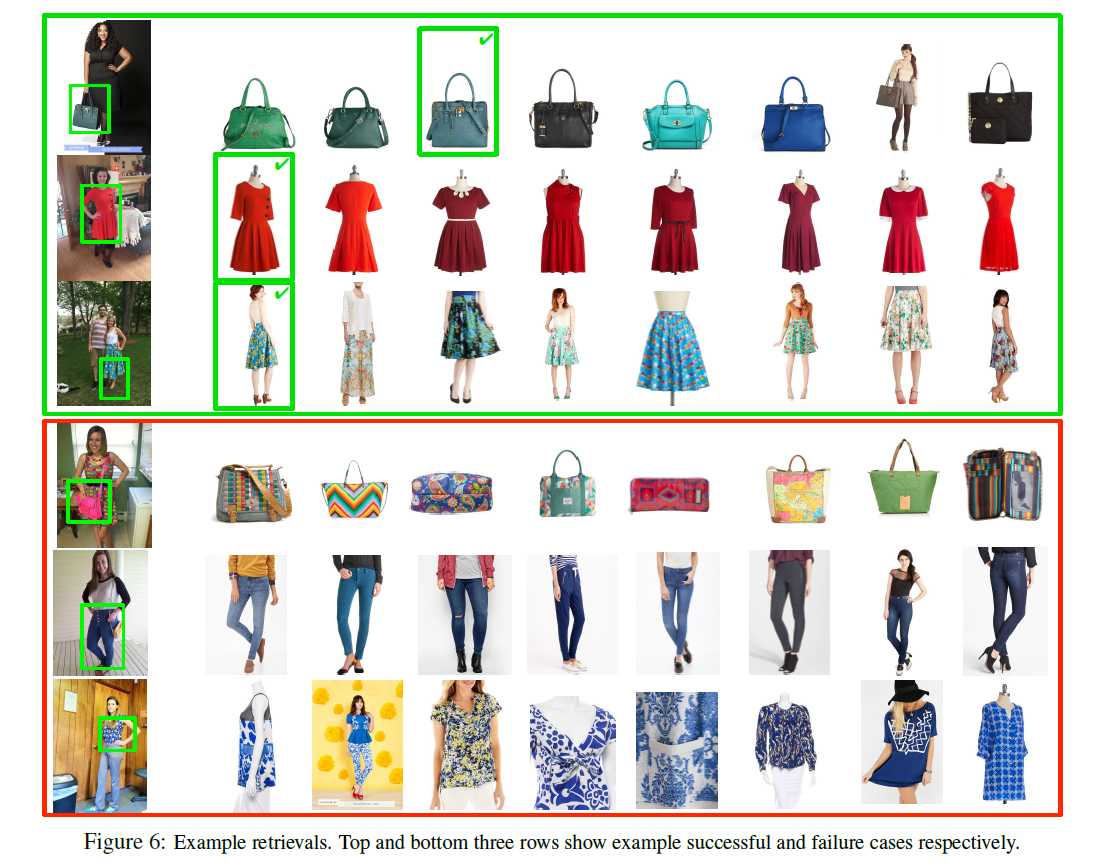 Figure 6: Example retrievals. Top and bottom three rows show example successful and failure cases respectively.